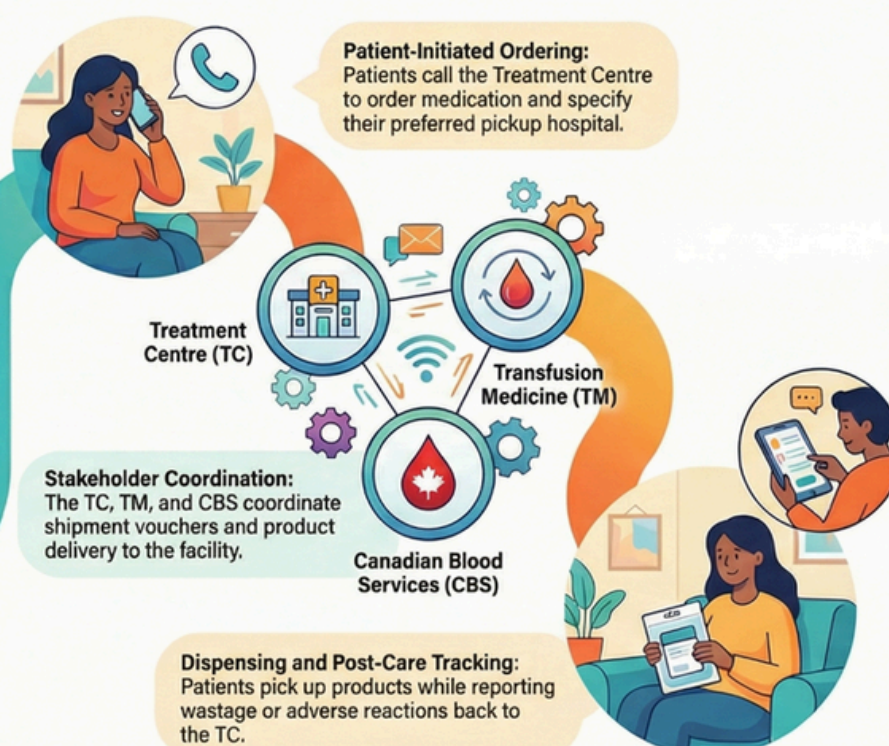 Patient-Initiated Ordering:
Patients call the Treatment Centre
to order medication and specify
their preferred pickup hospital.
Treatment
Centre (TC)
Transfusion
Medicine (TM)
Stakeholder Coordination:
The TC, TM, and CBS coordinate
shipment vouchers and product
delivery to the facility.
Canadian Blood
Services (CBS)
Dispensing and Post-Care Tracking:
Patients pick up products while reporting
wastage or adverse reactions back to
the TC.